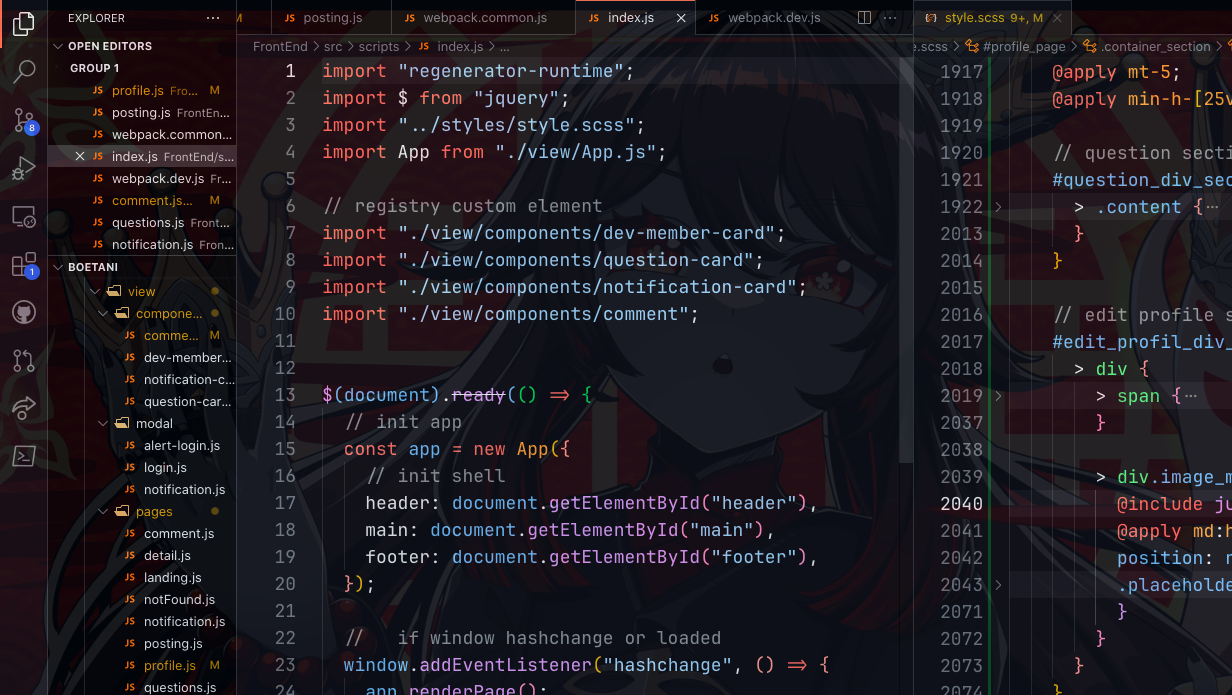 EXPLORER ···
OPEN EDITORS
GROUP 1
JS profile.js Fro... M
JS posting.js FrontEn...
JS webpack.common...
JS index.js FrontEnd/s...
JS webpack.dev.js Fr...
JS comment.js... M
JS questions.js Front...
JS notification.js Fron...
BOETANI
view
compone...
JS comme... M
JS dev-member...
JS notification-c...
JS question-car...
modal
JS alert-login.js
JS login.js
JS notification.js
pages
JS comment.js
JS detail.js
JS landing.js
JS notFound.js
JS notification.js
JS posting.js
JS profile.js M
JS questions.js
8
1
M JS posting.js JS webpack.common.js JS index.js JS webpack.dev.js ···
FrontEnd > src > scripts > JS index.js > ...
1 import "regenerator-runtime";
2 import $ from "jquery";
3 import "../styles/style.scss";
4 import App from "./view/App.js";
5
6 // registry custom element
7 import "./view/components/dev-member-card";
8 import "./view/components/question-card";
9 import "./view/components/notification-card";
10 import "./view/components/comment";
11
12
13 $(document).ready(() => {
14 // init app
15 const app = new App({
16 // init shell
17 header: document.getElementById("header"),
18 main: document.getElementById("main"),
19 footer: document.getElementById("footer"),
20 });
21
22 //   if window hashchange or loaded
23 window.addEventListener("hashchange", () => {
24 app.renderPage();
style.scss 9+, M
e.scss > #profile_page > .container_section >
1917 @apply mt-5;
1918 @apply min-h-[25v
1919
1920 // question secti
1921 #question_div_sec
1922 > .content {···
2013 }
2014 }
2015
2016 // edit profile s
2017 #edit_profil_div_
2018 > div {
2019 > span {···
2037 }
2038
2039 > div.image_m
2040 @include ju
2041 @apply md:h
2042 position: r
2043 .placeholde
2071 }
2072 }
2073 }
2074 }